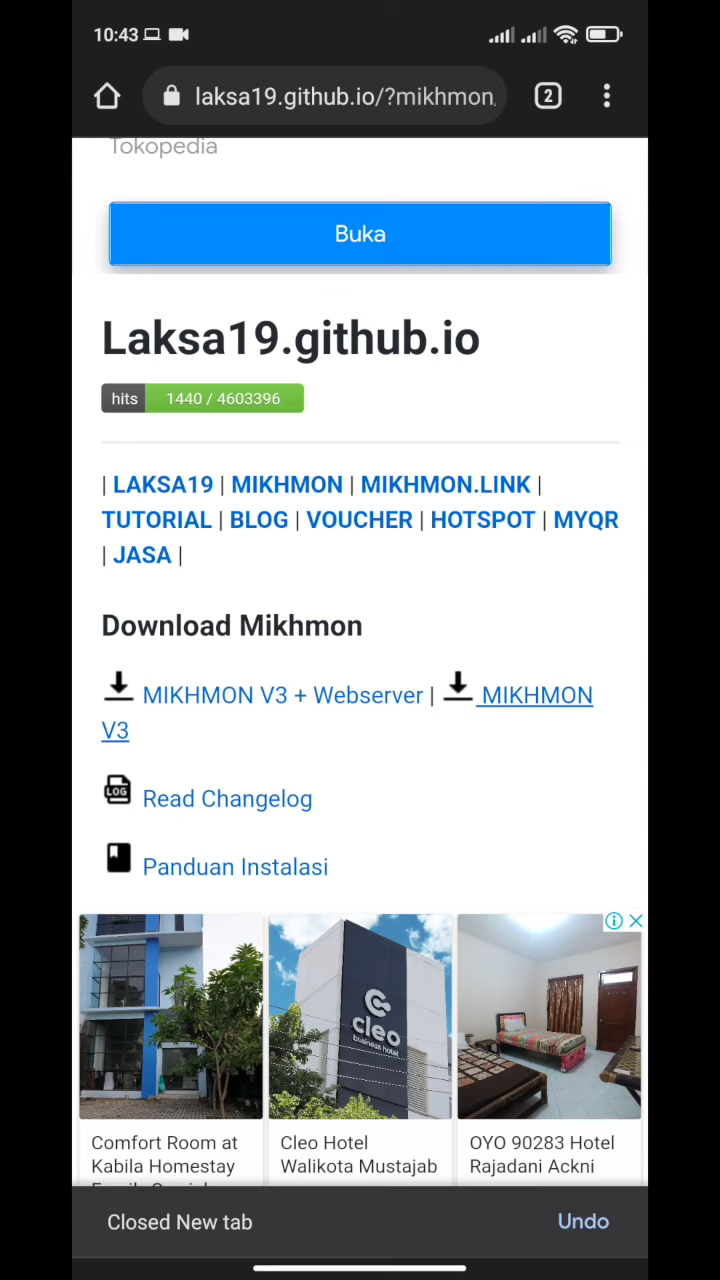 10:43
laksa19.github.io/?mikhmon
2
Tokopedia
Buka
Laksa19.github.io
hits 1440 / 4603396
| LAKSA19 | MIKHMON | MIKHMON.LINK |
TUTORIAL | BLOG | VOUCHER | HOTSPOT | MYQR
| JASA |
Download Mikhmon
MIKHMON V3 + Webserver | MIKHMON
V3
LOG Read Changelog
Panduan Instalasi
cleo
business hotel
Comfort Room at
Kabila Homestay
Cleo Hotel
Walikota Mustajab
OYO 90283 Hotel
Rajadani Ackni
Closed New tab
Undo